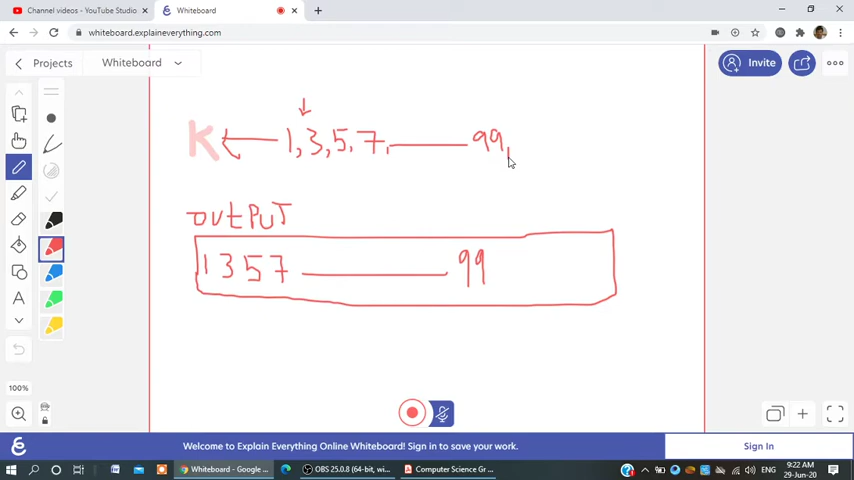 Channel videos - YouTube Studio
Whiteboard
whiteboard.explaineverything.com
Projects
Whiteboard
Invite
K ← 1, 3, 5, 7, ——— 99,
outPUT
1 3 5 7 ——— 99
A
100%
Welcome to Explain Everything Online Whiteboard! Sign in to save your work.
Sign In
Whiteboard - Google ...
OBS 25.0.8 (64-bit, wi...
Computer Science Gr ...
ENG
9:22 AM
29-Jun-20